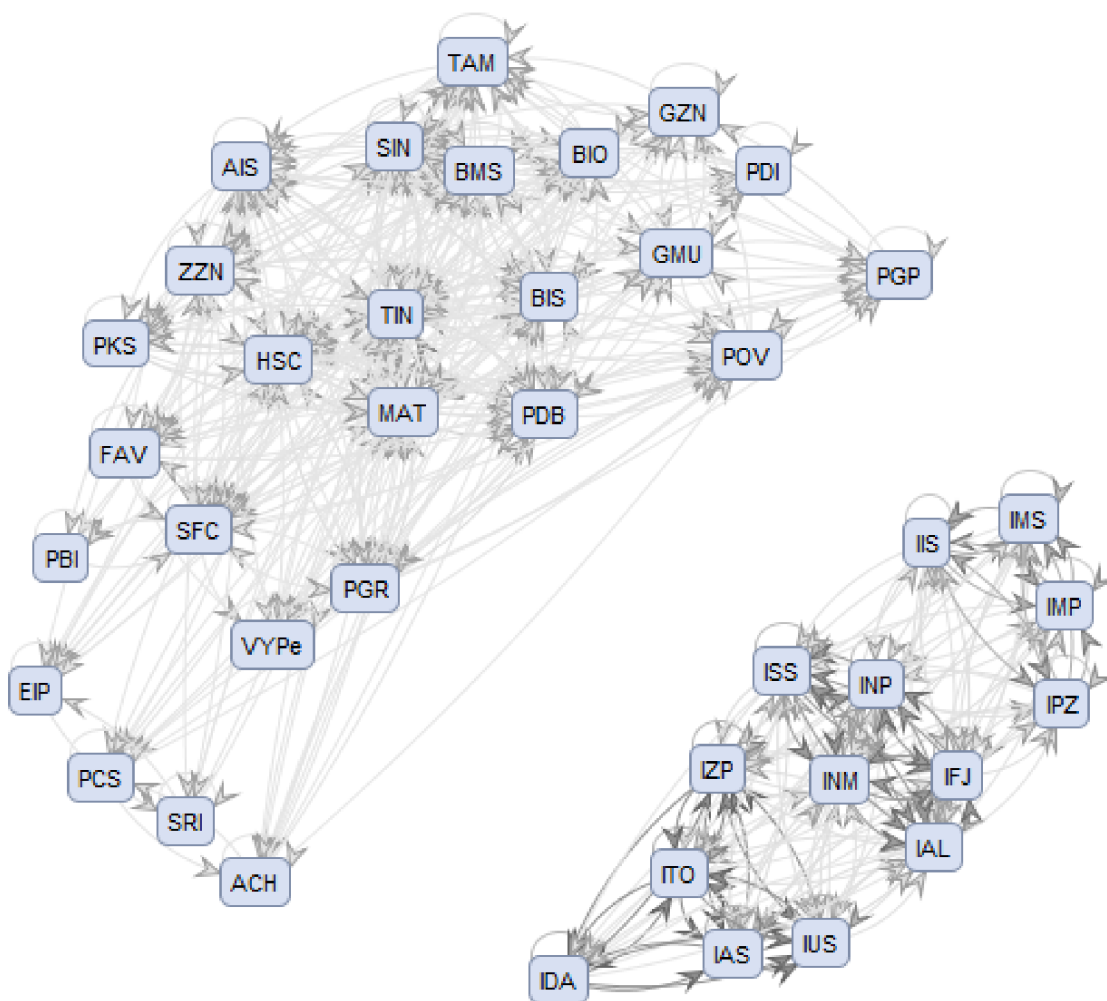 TAM
GZN
SIN
BIO
AIS
BMS
PDI
GMU
ZZN
PGP
BIS
TIN
PKS
HSC
POV
MAT
PDB
FAV
IMS
SFC
IIS
PBI
PGR
IMP
VYPe
ISS
INP
EIP
IPZ
IZP
PCS
INM
IFJ
SRI
IAL
ACH
ITO
IUS
IAS
IDA